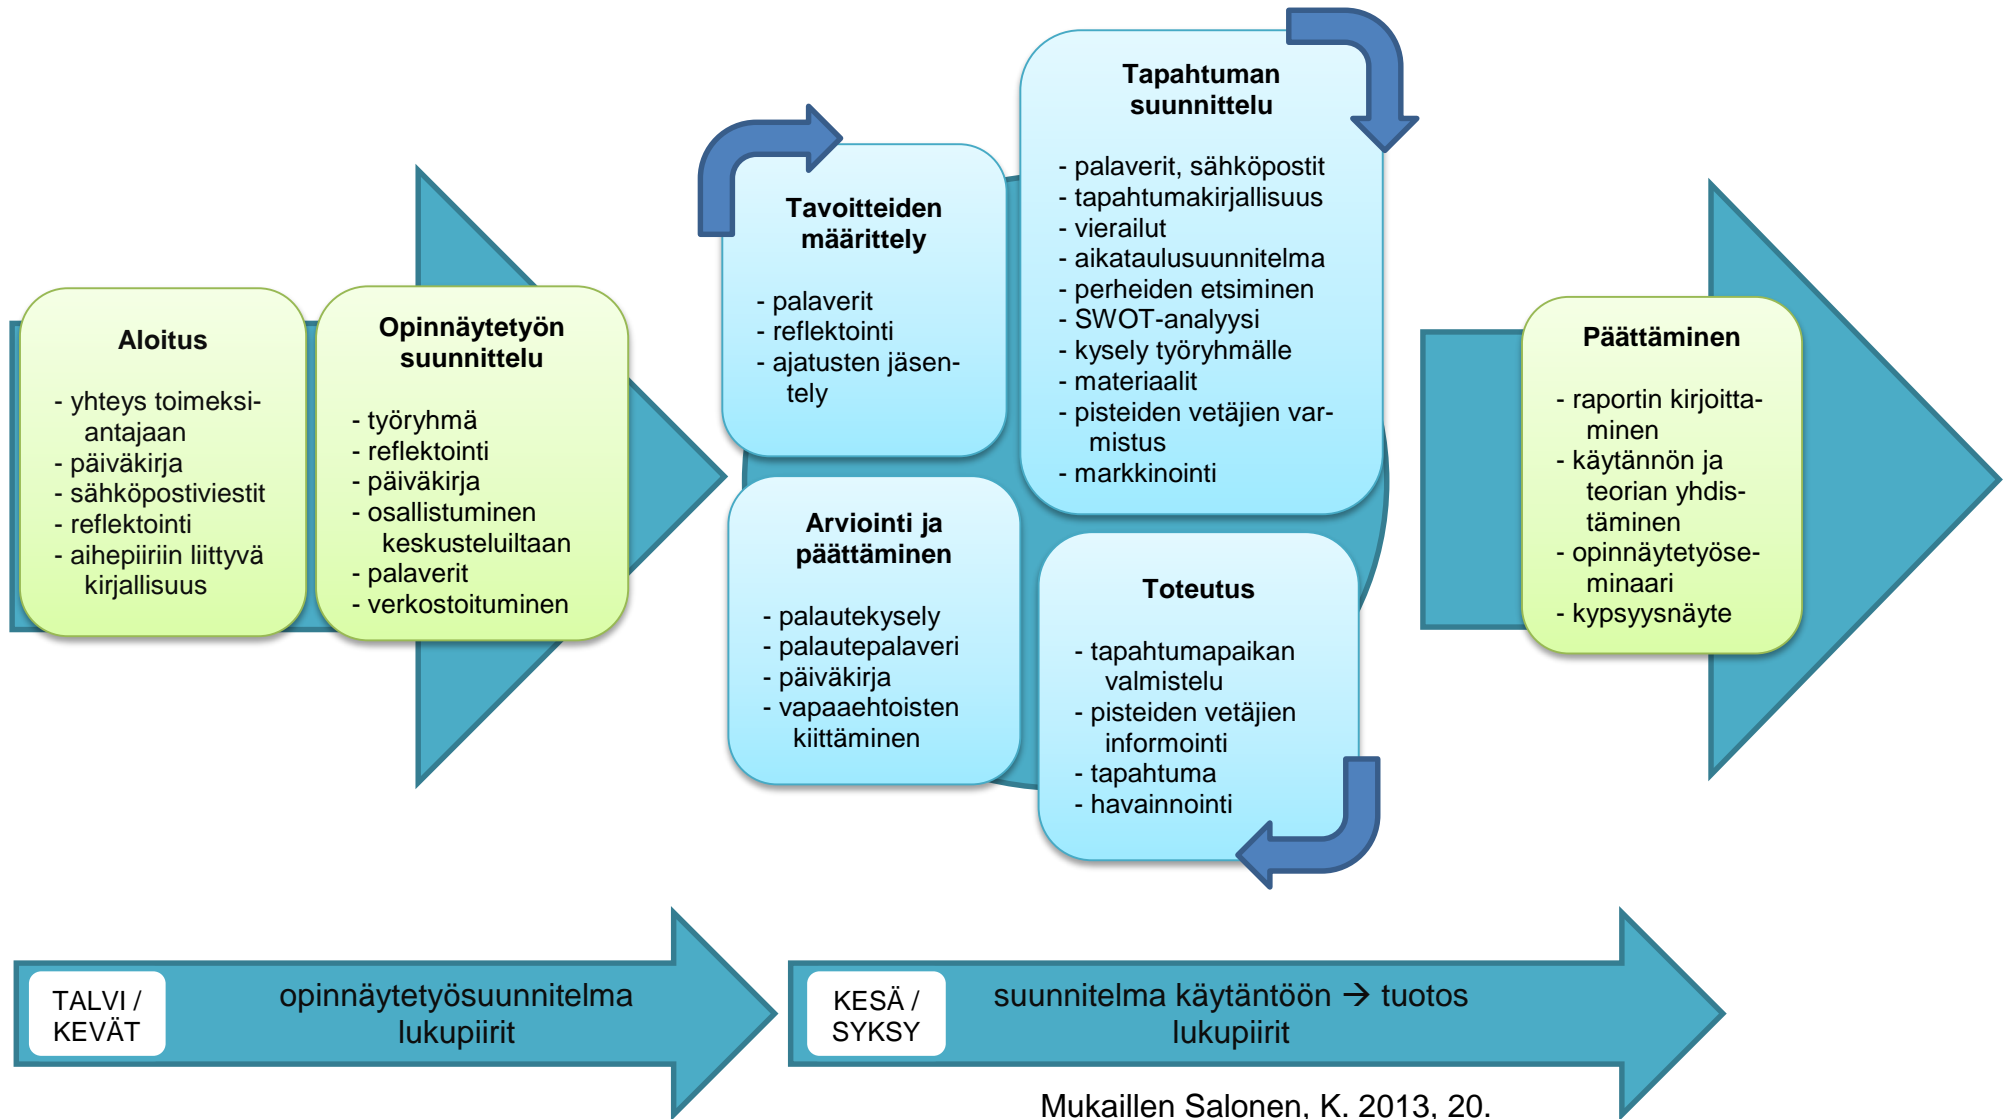 Aloitus
- yhteys toimeksi-
antajaan
- päiväkirja
- sähköpostiviestit
- reflektointi
- aihepiiriin liittyvä
kirjallisuus
Opinnäytetyön
suunnittelu
- työryhmä
- reflektointi
- päiväkirja
- osallistuminen
keskusteluiltaan
- palaverit
- verkostoituminen
Tavoitteiden
määrittely
- palaverit
- reflektointi
- ajatusten jäsen-
tely
Tapahtuman
suunnittelu
- palaverit, sähköpostit
- tapahtumakirjallisuus
- vierailut
- aikataulusuunnitelma
- perheiden etsiminen
- SWOT-analyysi
- kysely työryhmälle
- materiaalit
- pisteiden vetäjien var-
mistus
- markkinointi
Arviointi ja
päättäminen
- palautekysely
- palautepalaveri
- päiväkirja
- vapaaehtoisten
kiittäminen
Toteutus
- tapahtumapaikan
valmistelu
- pisteiden vetäjien
informointi
- tapahtuma
- havainnointi
Päättäminen
- raportin kirjoitta-
minen
- käytännön ja
teorian yhdis-
täminen
- opinnäytetyöse-
minaari
- kypsyysnäyte
TALVI /
KEVÄT
opinnäytetyösuunnitelma
lukupiirit
KESÄ /
SYKSY
suunnitelma käytäntöön → tuotos
lukupiirit
Mukaillen Salonen, K. 2013, 20.